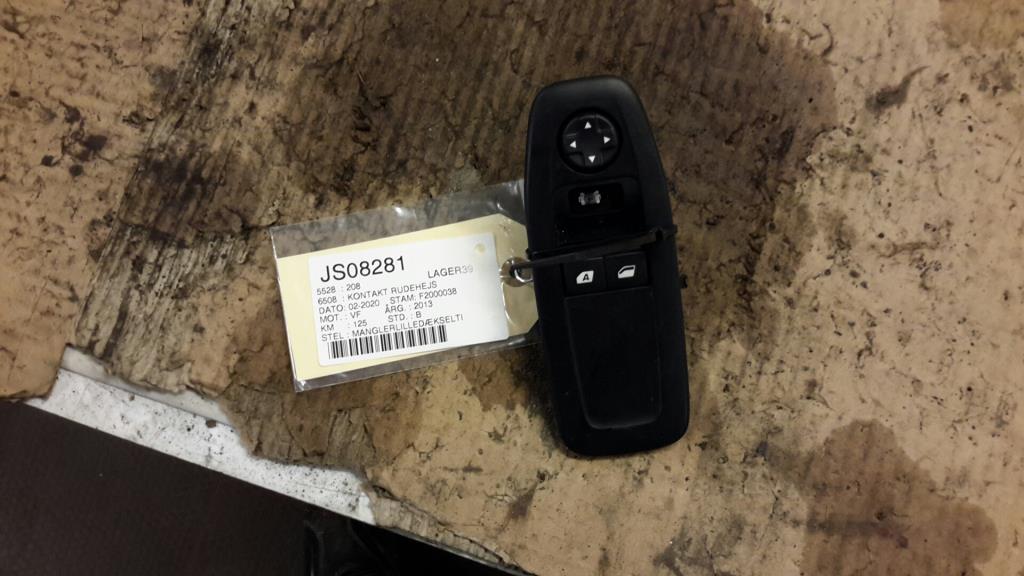 JS08281
LAGER39
5528 : 208
6508 : KONTAKT RUDEHEJS
DATO: 02-2020 STAM: F2000038
MOT. : VF ÅRG. : 2013
KM : 125 STD. : B
STEL : MANGLERLILLEDÆKSELTI
A